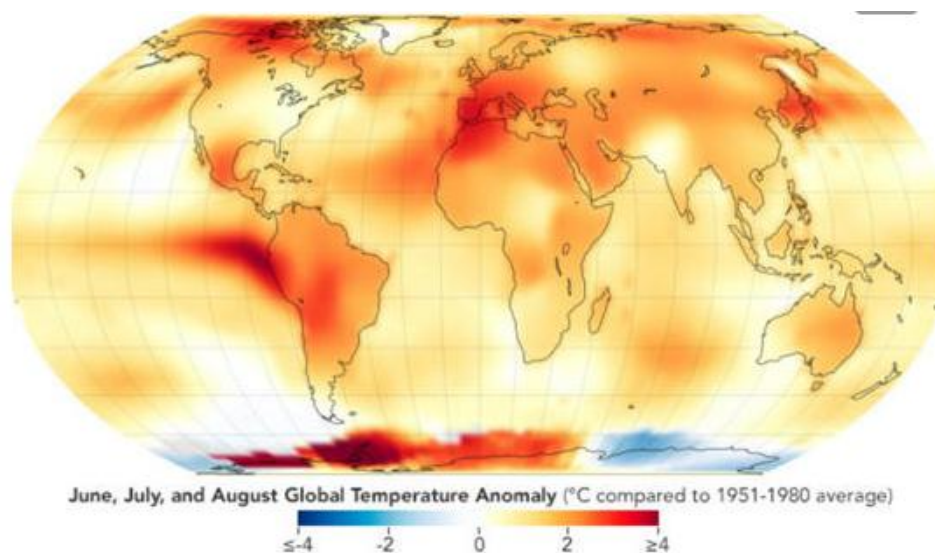 June, July, and August Global Temperature Anomaly (°C compared to 1951-1980 average)
≤-4 -2 0 2 ≥4